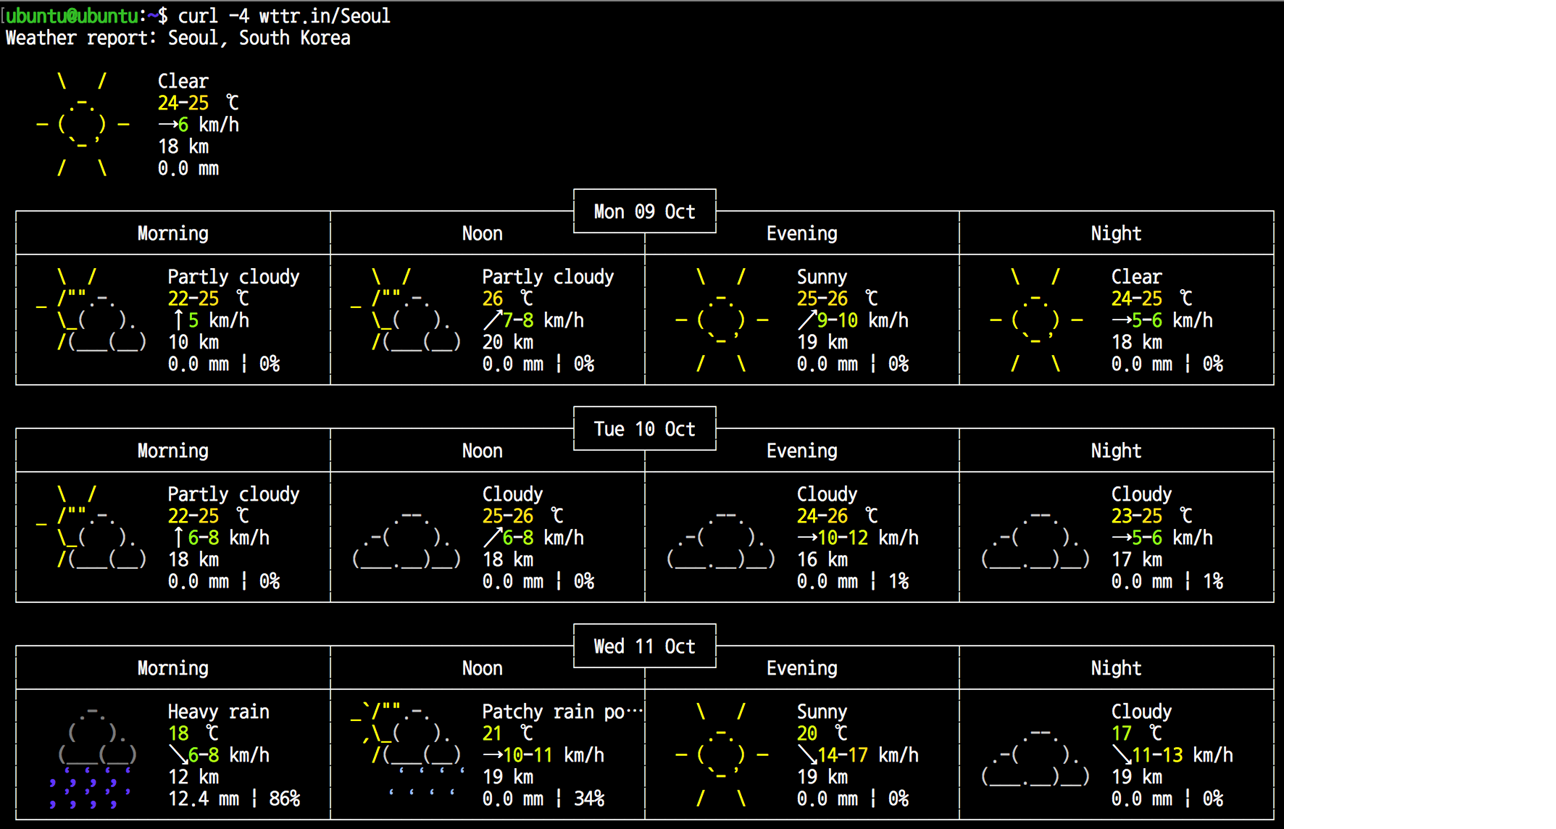 [ubuntu@ubuntu:~$ curl -4 wttr.in/Seoul
Weather report: Seoul, South Korea
Clear
24-25 ℃
→6 km/h
18 km
0.0 mm
Mon 09 Oct
Morning Noon Evening Night
Partly cloudy Partly cloudy Sunny Clear
22-25 ℃ 26 ℃ 25-26 ℃ 24-25 ℃
↑5 km/h ↗7-8 km/h ↗9-10 km/h →5-6 km/h
10 km 20 km 19 km 18 km
0.0 mm ¦ 0% 0.0 mm ¦ 0% 0.0 mm ¦ 0% 0.0 mm ¦ 0%
Tue 10 Oct
Morning Noon Evening Night
Partly cloudy Cloudy Cloudy Cloudy
22-25 ℃ 25-26 ℃ 24-26 ℃ 23-25 ℃
↑6-8 km/h ↗6-8 km/h →10-12 km/h →5-6 km/h
18 km 18 km 16 km 17 km
0.0 mm ¦ 0% 0.0 mm ¦ 0% 0.0 mm ¦ 1% 0.0 mm ¦ 1%
Wed 11 Oct
Morning Noon Evening Night
Heavy rain Patchy rain po… Sunny Cloudy
18 ℃ 21 ℃ 20 ℃ 17 ℃
↘6-8 km/h →10-11 km/h ↘14-17 km/h ↘11-13 km/h
12 km 19 km 19 km 19 km
12.4 mm ¦ 86% 0.0 mm ¦ 34% 0.0 mm ¦ 0% 0.0 mm ¦ 0%